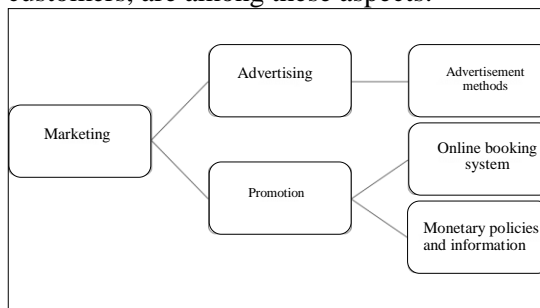 customers, are among these aspects.
Marketing
Advertising
Advertisement
methods
Promotion
Online booking
system
Monetary policies
and information